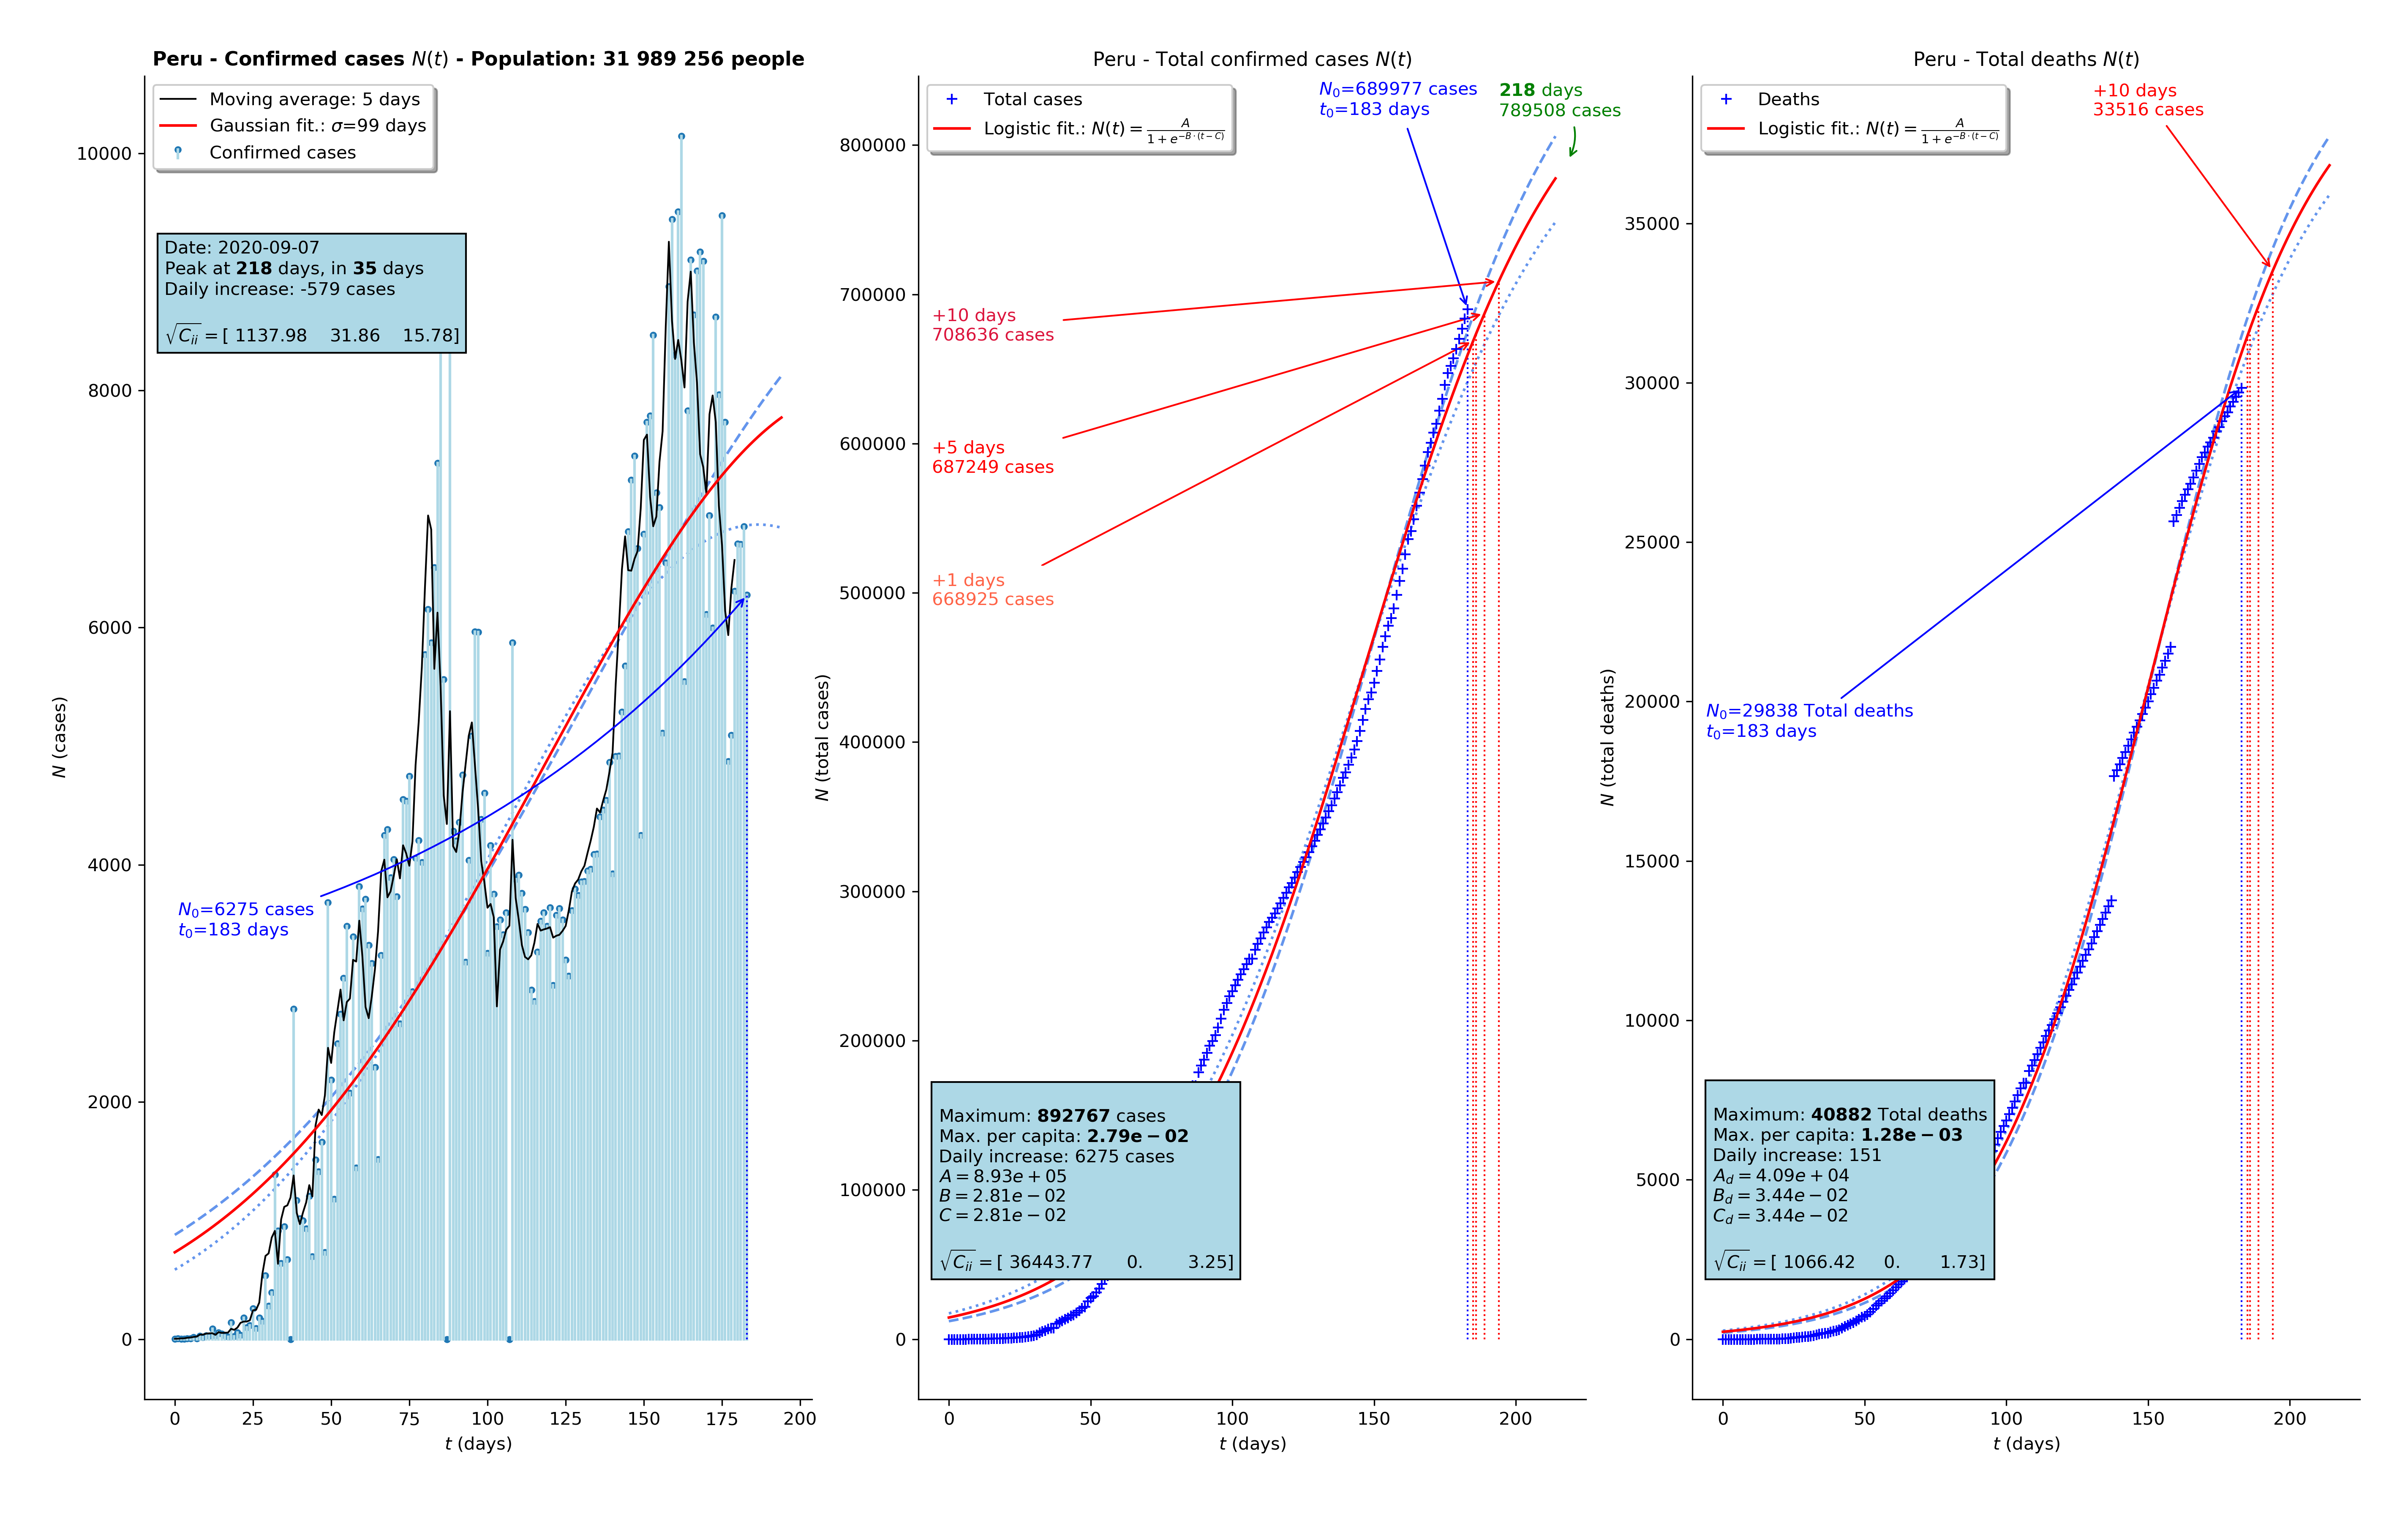 Peru - Confirmed cases N(t) - Population: 31 989 256 people
Moving average: 5 days
Gaussian fit.: σ=99 days
Confirmed cases
Date: 2020-09-07
Peak at 218 days, in 35 days
Daily increase: -579 cases
√C_ii = [ 1137.98 31.86 15.78]
N₀=6275 cases
t₀=183 days
N (cases)
10000
8000
6000
4000
2000
0
0 25 50 75 100 125 150 175 200
t (days)
Peru - Total confirmed cases N(t)
Total cases
Logistic fit.: N(t) = A / (1 + e^(−B·(t−C)))
N₀=689977 cases
t₀=183 days
218 days
789508 cases
+10 days
708636 cases
+5 days
687249 cases
+1 days
668925 cases
Maximum: 892767 cases
Max. per capita: 2.79e − 02
Daily increase: 6275 cases
A = 8.93e + 05
B = 2.81e − 02
C = 2.81e − 02
√C_ii = [ 36443.77 0. 3.25]
N (total cases)
800000
700000
600000
500000
400000
300000
200000
100000
0
0 50 100 150 200
t (days)
Peru - Total deaths N(t)
Deaths
Logistic fit.: N(t) = A / (1 + e^(−B·(t−C)))
+10 days
33516 cases
N₀=29838 Total deaths
t₀=183 days
Maximum: 40882 Total deaths
Max. per capita: 1.28e − 03
Daily increase: 151
A_d = 4.09e + 04
B_d = 3.44e − 02
C_d = 3.44e − 02
√C_ii = [ 1066.42 0. 1.73]
N (total deaths)
35000
30000
25000
20000
15000
10000
5000
0
0 50 100 150 200
t (days)